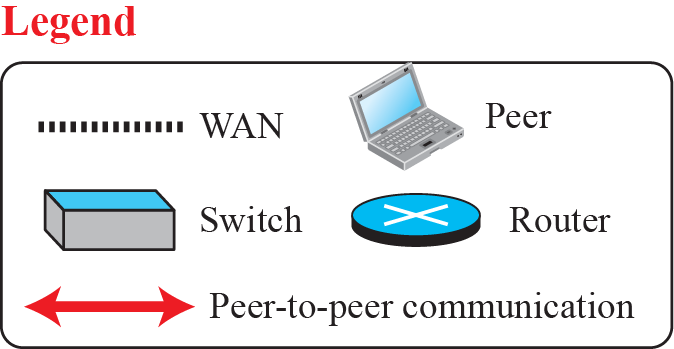 Legend
WAN
Peer
Switch
Router
Peer-to-peer communication